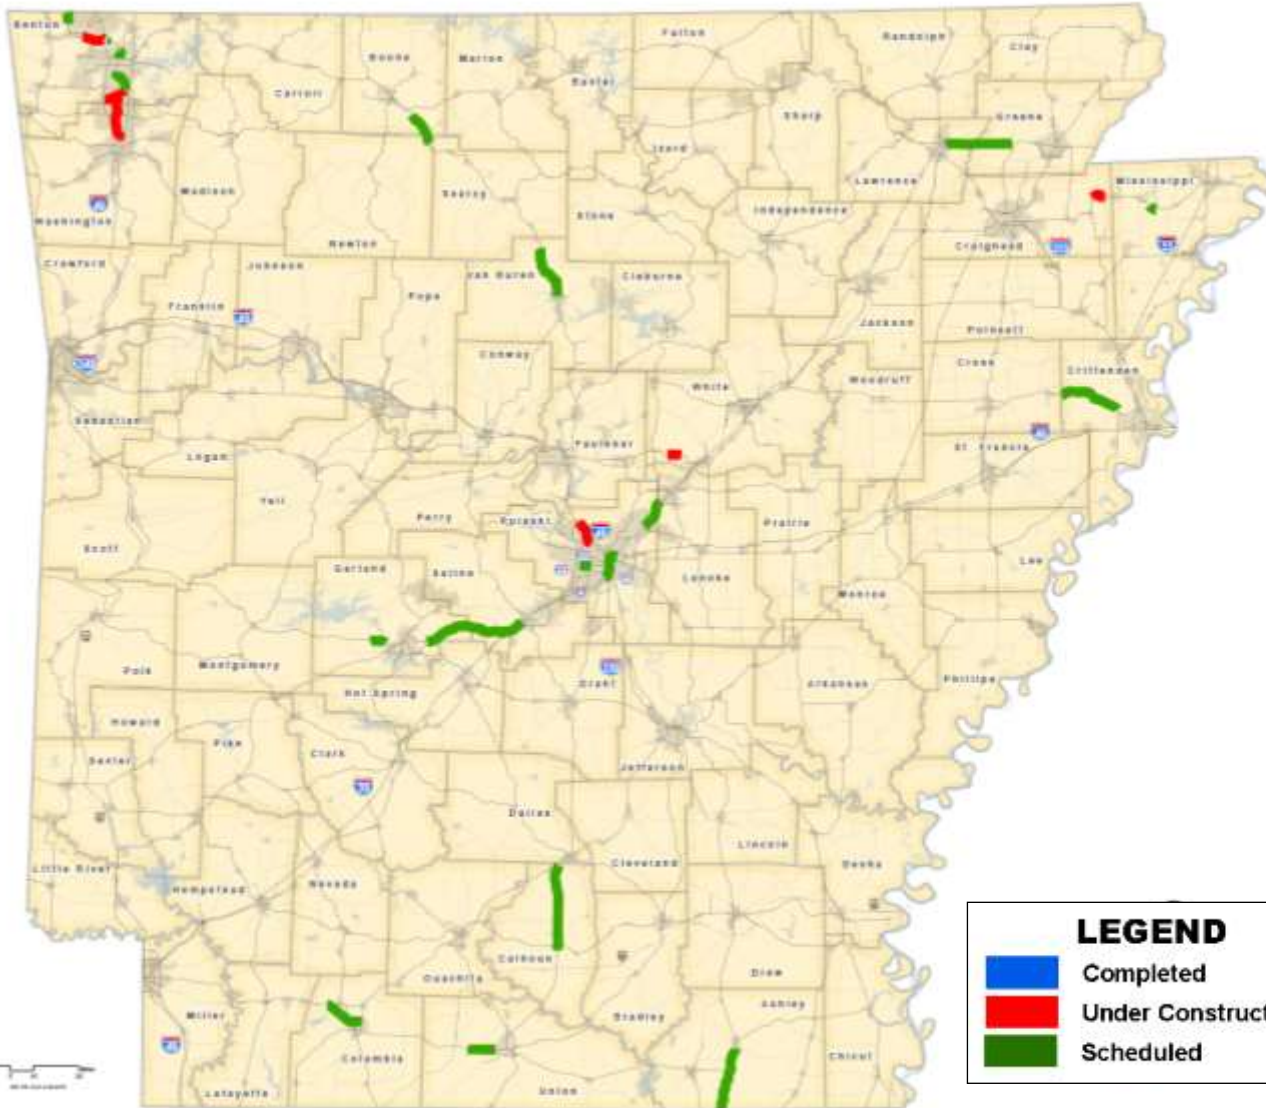 Benton
Boone
Marion
Fulton
Randolph
Clay
Carroll
Baxter
Sharp
Greene
Izard
Madison
Searcy
Lawrence
Mississippi
Washington
Stone
Independence
Newton
Craighead
Crawford
Johnson
Van Buren
Cleburne
Franklin
Pope
Jackson
Poinsett
Conway
Cross
Crittenden
White
Woodruff
Sebastian
Faulkner
Logan
St. Francis
Yell
Perry
Pulaski
Prairie
Scott
Garland
Saline
Lonoke
Lee
Monroe
Polk
Montgomery
Grant
Arkansas
Phillips
Hot Spring
Howard
Pike
Clark
Sevier
Jefferson
Dallas
Lincoln
Little River
Hempstead
Nevada
Cleveland
Desha
Calhoun
Ouachita
Drew
Miller
Bradley
Ashley
Columbia
Chicot
Lafayette
Union
LEGEND
Completed
Under Construct
Scheduled